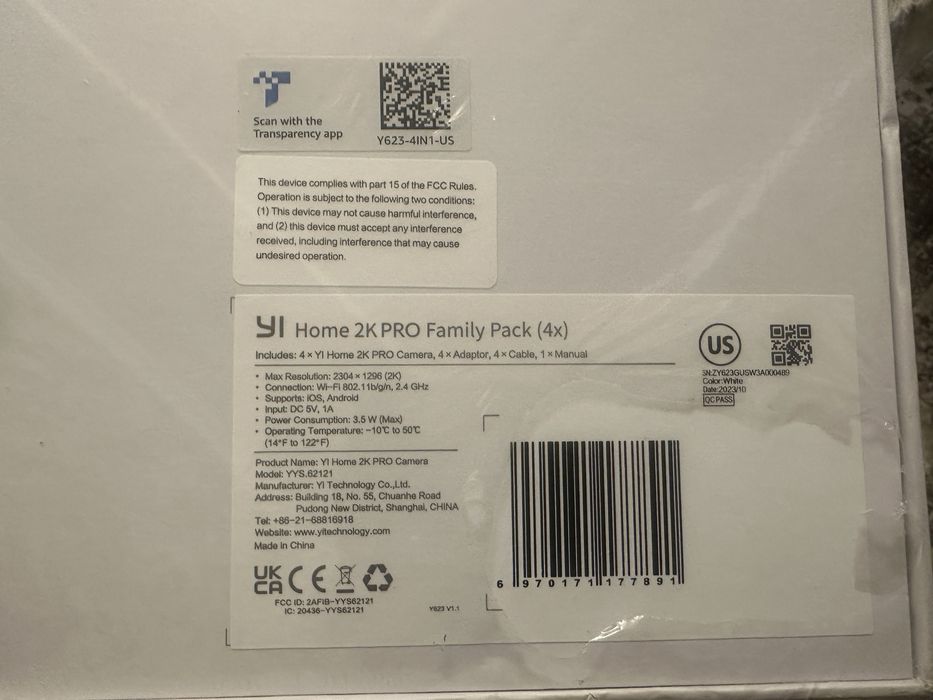 Scan with the
Transparency app
Y623-4IN1-US
This device complies with part 15 of the FCC Rules.
Operation is subject to the following two conditions:
(1) This device may not cause harmful interference,
and (2) this device must accept any interference
received, including interference that may cause
undesired operation.
YI Home 2K PRO Family Pack (4x)
Includes: 4 × YI Home 2K PRO Camera, 4 × Adaptor, 4 × Cable, 1 × Manual
• Max Resolution: 2304 × 1296 (2K)
• Connection: Wi-Fi 802.11b/g/n, 2.4 GHz
• Supports: iOS, Android
• Input: DC 5V, 1A
• Power Consumption: 3.5 W (Max)
• Operating Temperature: -10℃ to 50℃
(14°F to 122°F)
Product Name: YI Home 2K PRO Camera
Model: YYS.62121
Manufacturer: YI Technology Co.,Ltd.
Address: Building 18, No. 55, Chuanhe Road
Pudong New District, Shanghai, CHINA
Tel: +86-21-68816918
Website: www.yitechnology.com
Made in China
UK
CA CE
FCC ID: 2AFIB-YYS62121
IC: 20436-YYS62121
Y623 V1.1
US
SN:ZY623GUSW3A000489
Color:White
Date:2023/10
QC PASS
6 970171 177891